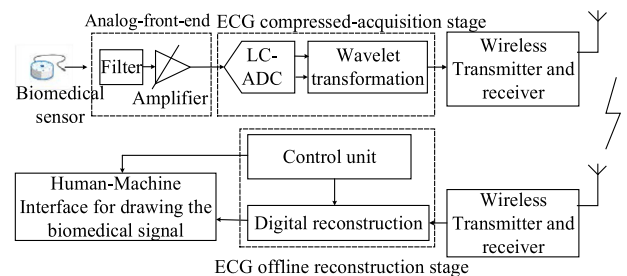 Analog-front-end
ECG compressed-acquisition stage
Biomedical
sensor
Filter
Amplifier
LC-
ADC
Wavelet
transformation
Wireless
Transmitter and
receiver
Control unit
Human-Machine
Interface for drawing the
biomedical signal
Digital reconstruction
Wireless
Transmitter and
receiver
ECG offline reconstruction stage